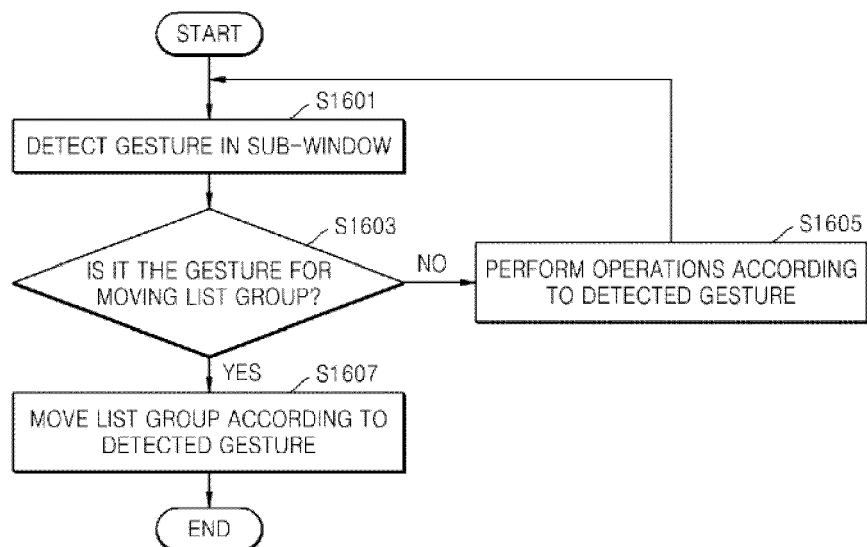 START
S1601
DETECT GESTURE IN SUB-WINDOW
S1603
IS IT THE GESTURE FOR
MOVING LIST GROUP?
NO
S1605
PERFORM OPERATIONS ACCORDING
TO DETECTED GESTURE
YES
S1607
MOVE LIST GROUP ACCORDING TO
DETECTED GESTURE
END